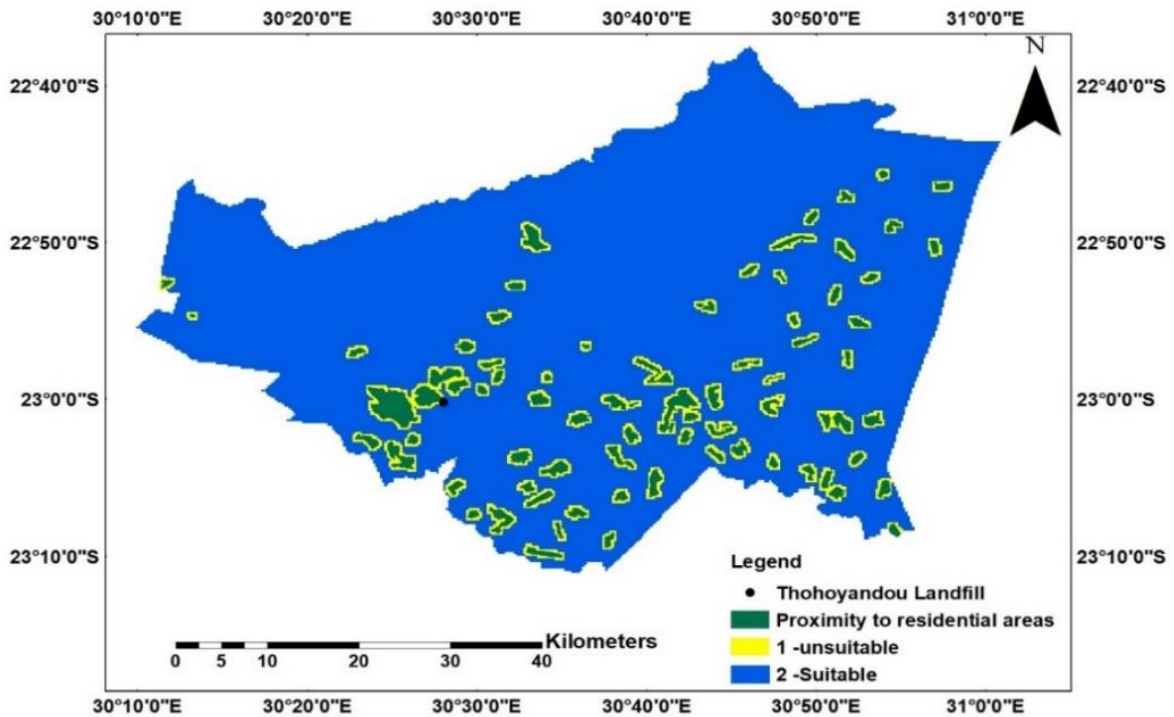 30°10'0"E 30°20'0"E 30°30'0"E 30°40'0"E 30°50'0"E 31°0'0"E
N
22°40'0"S 22°40'0"S
22°50'0"S 22°50'0"S
23°0'0"S 23°0'0"S
23°10'0"S 23°10'0"S
Legend
Thohoyandou Landfill
Proximity to residential areas
1 -unsuitable
2 -Suitable
Kilometers
0 5 10 20 30 40
30°10'0"E 30°20'0"E 30°30'0"E 30°40'0"E 30°50'0"E 31°0'0"E